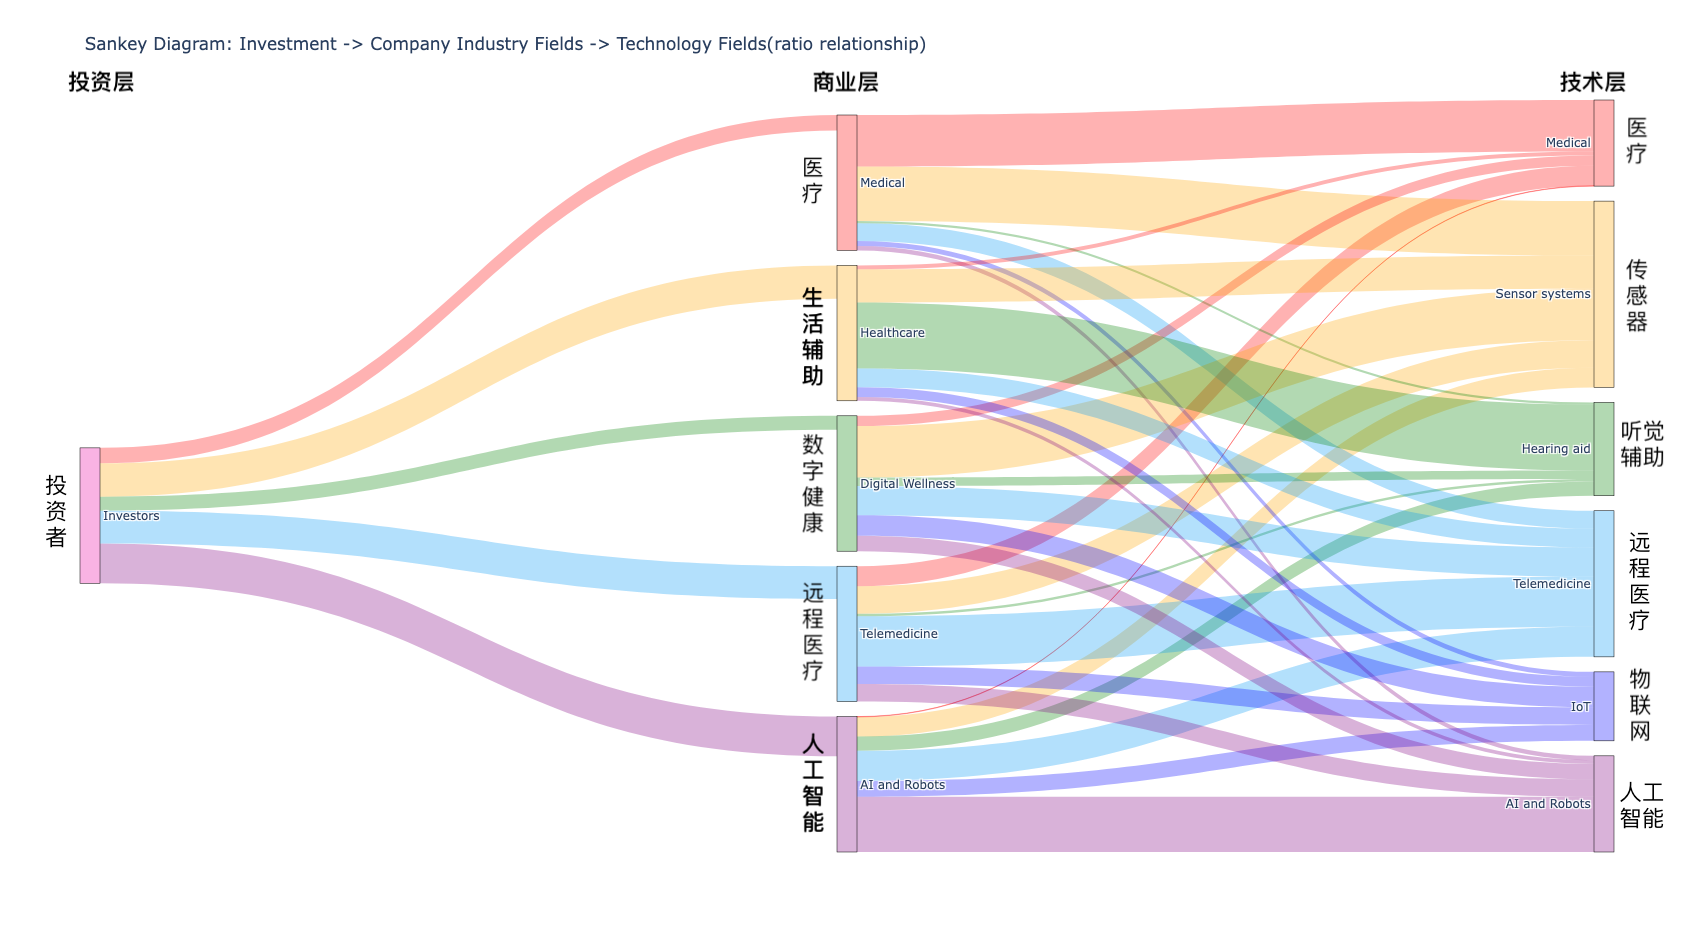 Sankey Diagram: Investment -> Company Industry Fields -> Technology Fields(ratio relationship)
投资层
商业层
技术层
投
资
者
Investors
医
疗
Medical
生
活
辅
助
Healthcare
数
字
健
康
Digital Wellness
远
程
医
疗
Telemedicine
人
工
智
能
AI and Robots
Medical
医
疗
Sensor systems
传
感
器
Hearing aid
听觉
辅助
Telemedicine
远
程
医
疗
IoT
物
联
网
AI and Robots
人工
智能